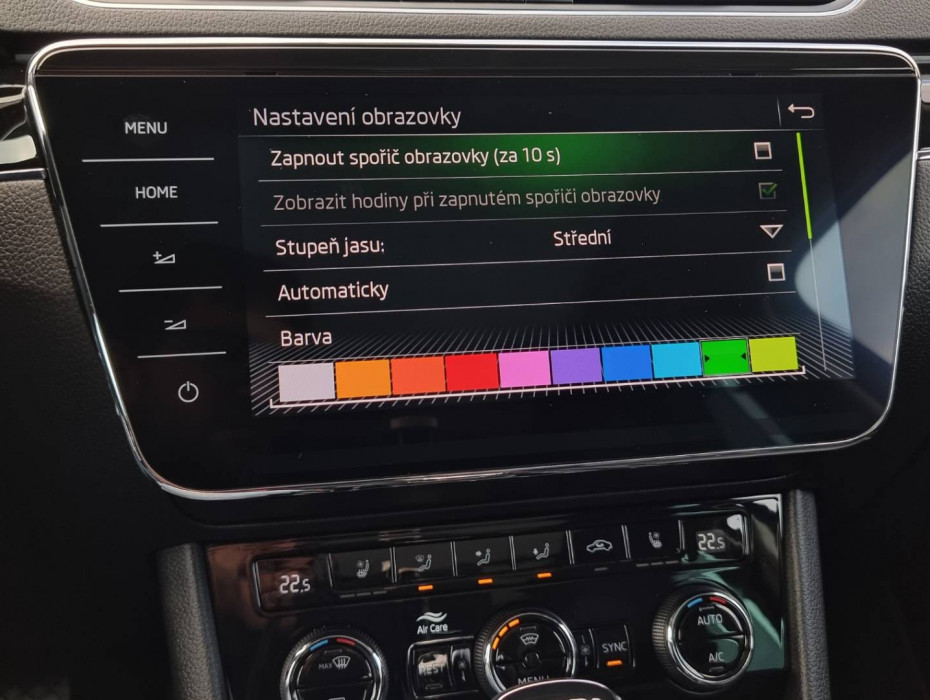 MENU
HOME
Nastavení obrazovky
Zapnout spořič obrazovky (za 10 s)
Zobrazit hodiny při zapnutém spořiči obrazovky
Stupeň jasu: Střední
Automaticky
Barva
22.5
22.5
Air Care
MAX
REST
MENU
SYNC
AUTO
A/C